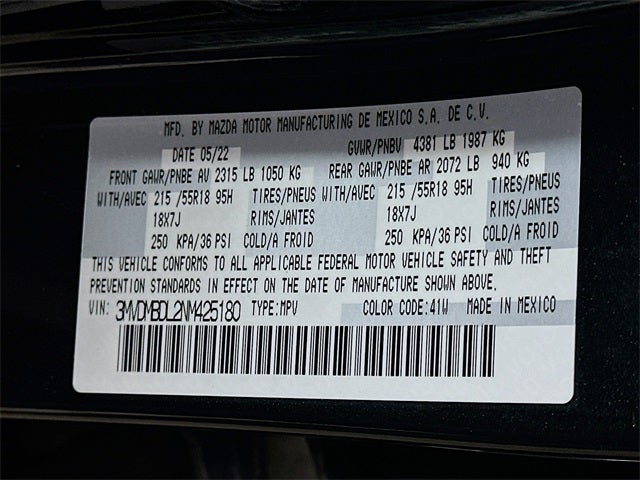 MFD. BY MAZDA MOTOR MANUFACTURING DE MEXICO S.A. DE C.V.
DATE 05/22 GVWR/PNBV 4381 LB 1987 KG
FRONT GAWR/PNBE AU 2315 LB 1050 KG REAR GAWR/PNBE AR 2072 LB 940 KG
WITH/AVEC 215 /55R18 95H TIRES/PNEUS WITH/AVEC 215 /55R18 95H TIRES/PNEUS
18X7J RIMS/JANTES 18X7J RIMS/JANTES
250 KPA/36 PSI COLD/A FROID 250 KPA/36 PSI COLD/A FROID
THIS VEHICLE CONFORMS TO ALL APPLICABLE FEDERAL MOTOR VEHICLE SAFETY AND THEFT
PREVENTION STANDARDS IN EFFECT ON THE DATE OF MANUFACTURE SHOWN ABOVE.
VIN: 3MVDMBDL2NM425180 TYPE:MPV COLOR CODE:41W MADE IN MEXICO